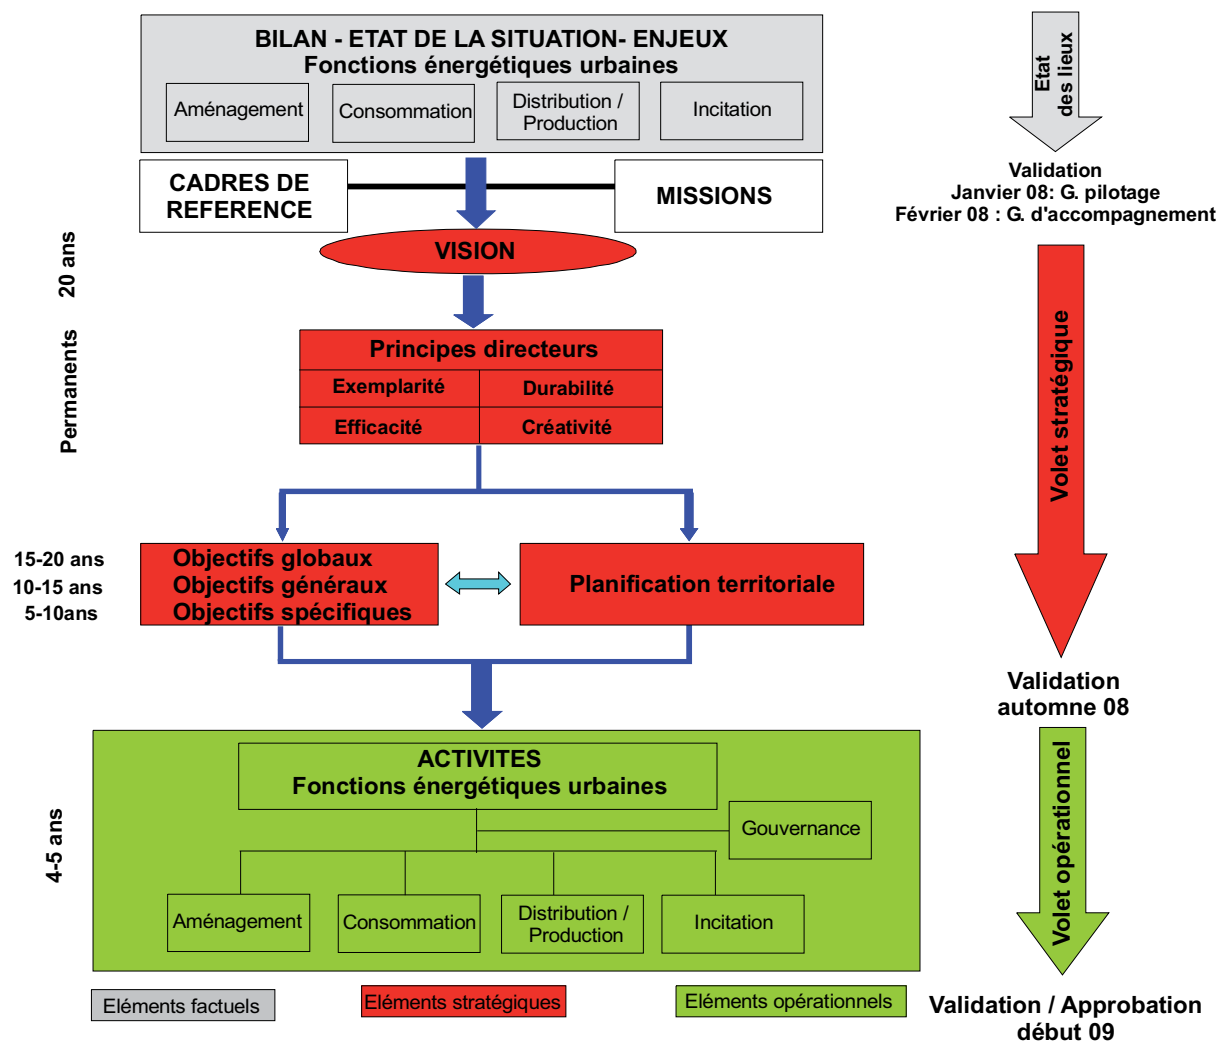 BILAN - ETAT DE LA SITUATION- ENJEUX
Fonctions énergétiques urbaines
Aménagement
Consommation
Distribution /
Production
Incitation
Etat
des lieux
CADRES DE
REFERENCE
MISSIONS
Validation
Janvier 08: G. pilotage
Février 08 : G. d'accompagnement
20 ans
VISION
Permanents
Principes directeurs
Exemplarité
Durabilité
Efficacité
Créativité
Volet stratégique
15-20 ans
10-15 ans
5-10ans
Objectifs globaux
Objectifs généraux
Objectifs spécifiques
Planification territoriale
Validation
automne 08
4-5 ans
ACTIVITES
Fonctions énergétiques urbaines
Gouvernance
Aménagement
Consommation
Distribution /
Production
Incitation
Volet opérationnel
Eléments factuels
Eléments stratégiques
Eléments opérationnels
Validation / Approbation
début 09